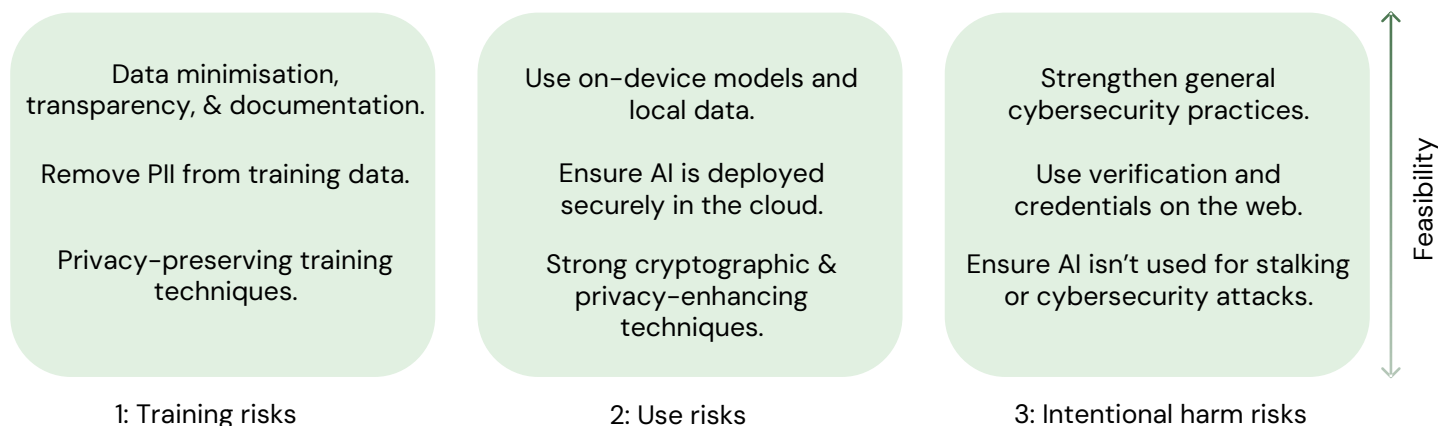 Data minimisation,
transparency, & documentation.
Remove PII from training data.
Privacy-preserving training
techniques.
1: Training risks
Use on-device models and
local data.
Ensure AI is deployed
securely in the cloud.
Strong cryptographic &
privacy-enhancing
techniques.
2: Use risks
Strengthen general
cybersecurity practices.
Use verification and
credentials on the web.
Ensure AI isn’t used for stalking
or cybersecurity attacks.
3: Intentional harm risks
Feasibility